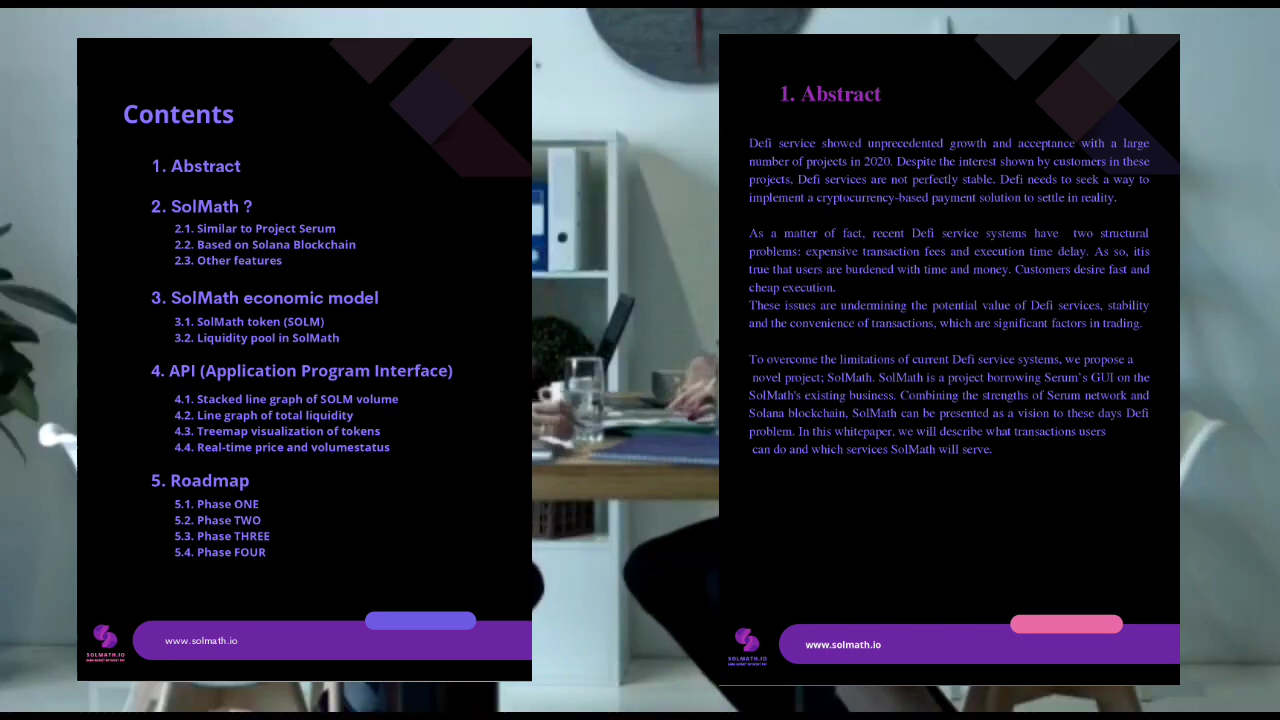 Contents
1. Abstract
2. SolMath ?
2.1. Similar to Project Serum
2.2. Based on Solana Blockchain
2.3. Other features
3. SolMath economic model
3.1. SolMath token (SOLM)
3.2. Liquidity pool in SolMath
4. API (Application Program Interface)
4.1. Stacked line graph of SOLM volume
4.2. Line graph of total liquidity
4.3. Treemap visualization of tokens
4.4. Real-time price and volumestatus
5. Roadmap
5.1. Phase ONE
5.2. Phase TWO
5.3. Phase THREE
5.4. Phase FOUR
SOLMATH.IO
www.solmath.io
1. Abstract
Defi service showed unprecedented growth and acceptance with a large
number of projects in 2020. Despite the interest shown by customers in these
projects, Defi services are not perfectly stable. Defi needs to seek a way to
implement a cryptocurrency-based payment solution to settle in reality.
As a matter of fact, recent Defi service systems have two structural
problems: expensive transaction fees and execution time delay. As so, itis
true that users are burdened with time and money. Customers desire fast and
cheap execution.
These issues are undermining the potential value of Defi services, stability
and the convenience of transactions, which are significant factors in trading.
To overcome the limitations of current Defi service systems, we propose a
novel project; SolMath. SolMath is a project borrowing Serum's GUI on the
SolMath's existing business. Combining the strengths of Serum network and
Solana blockchain, SolMath can be presented as a vision to these days Defi
problem. In this whitepaper, we will describe what transactions users
can do and which services SolMath will serve.
SOLMATH.IO
www.solmath.io